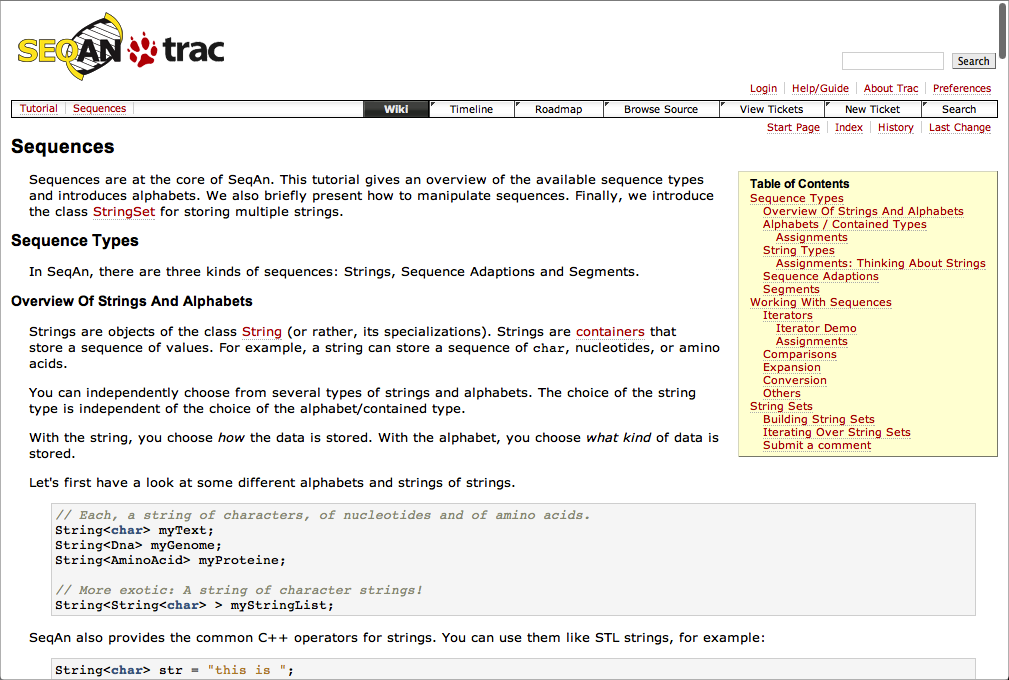 SEQAN trac
Search
Login Help/Guide About Trac Preferences
Tutorial Sequences Wiki Timeline Roadmap Browse Source View Tickets New Ticket Search
Start Page Index History Last Change
Sequences
Sequences are at the core of SeqAn. This tutorial gives an overview of the available sequence types
and introduces alphabets. We also briefly present how to manipulate sequences. Finally, we introduce
the class StringSet for storing multiple strings.
Sequence Types
In SeqAn, there are three kinds of sequences: Strings, Sequence Adaptions and Segments.
Overview Of Strings And Alphabets
Strings are objects of the class String (or rather, its specializations). Strings are containers that
store a sequence of values. For example, a string can store a sequence of char, nucleotides, or amino
acids.
You can independently choose from several types of strings and alphabets. The choice of the string
type is independent of the choice of the alphabet/contained type.
With the string, you choose how the data is stored. With the alphabet, you choose what kind of data is
stored.
Let's first have a look at some different alphabets and strings of strings.
Table of Contents
Sequence Types
Overview Of Strings And Alphabets
Alphabets / Contained Types
Assignments
String Types
Assignments: Thinking About Strings
Sequence Adaptions
Segments
Working With Sequences
Iterators
Iterator Demo
Assignments
Comparisons
Expansion
Conversion
Others
String Sets
Building String Sets
Iterating Over String Sets
Submit a comment
// Each, a string of characters, of nucleotides and of amino acids.
String<char> myText;
String<Dna> myGenome;
String<AminoAcid> myProteine;
// More exotic: A string of character strings!
String<String<char> > myStringList;
SeqAn also provides the common C++ operators for strings. You can use them like STL strings, for example:
String<char> str = "this is ";